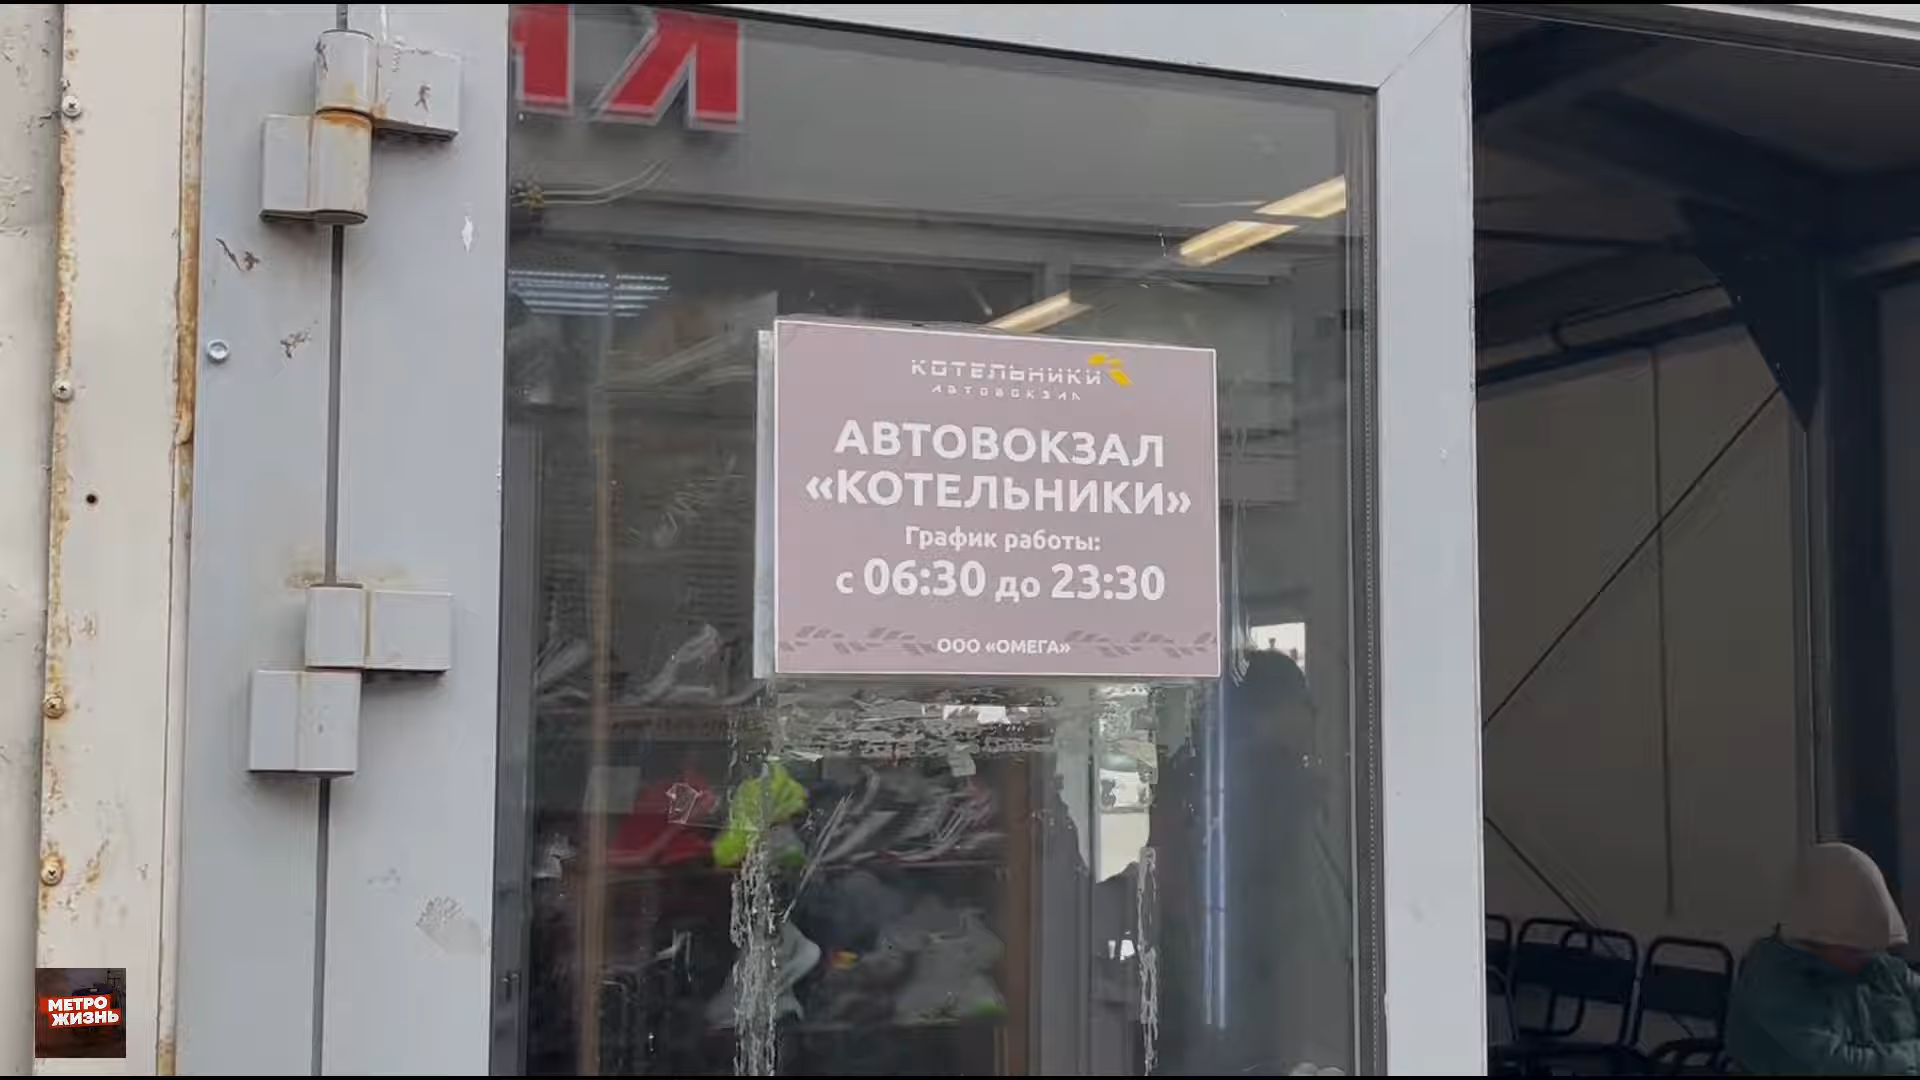 КОТЕЛЬНИКИ
АВТОВОКЗАЛ
АВТОВОКЗАЛ
«КОТЕЛЬНИКИ»
График работы:
с 06:30 до 23:30
ООО «ОМЕГА»
МЕТРО
ЖИЗНЬ